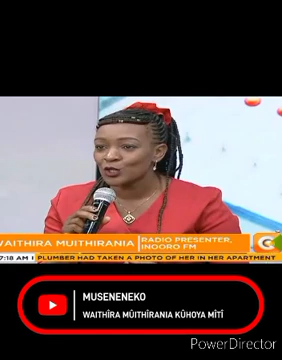 PowerDirector
WAITHIRA MUITHIRANIA
RADIO PRESENTER,
INOORO FM
7:18 AM
PLUMBER HAD TAKEN A PHOTO OF HER IN HER APARTMENT
MUSENENEKO
WAITHĨRA MŨITHĨRANIA KŨHOYA MĨTĨ
PowerDirector